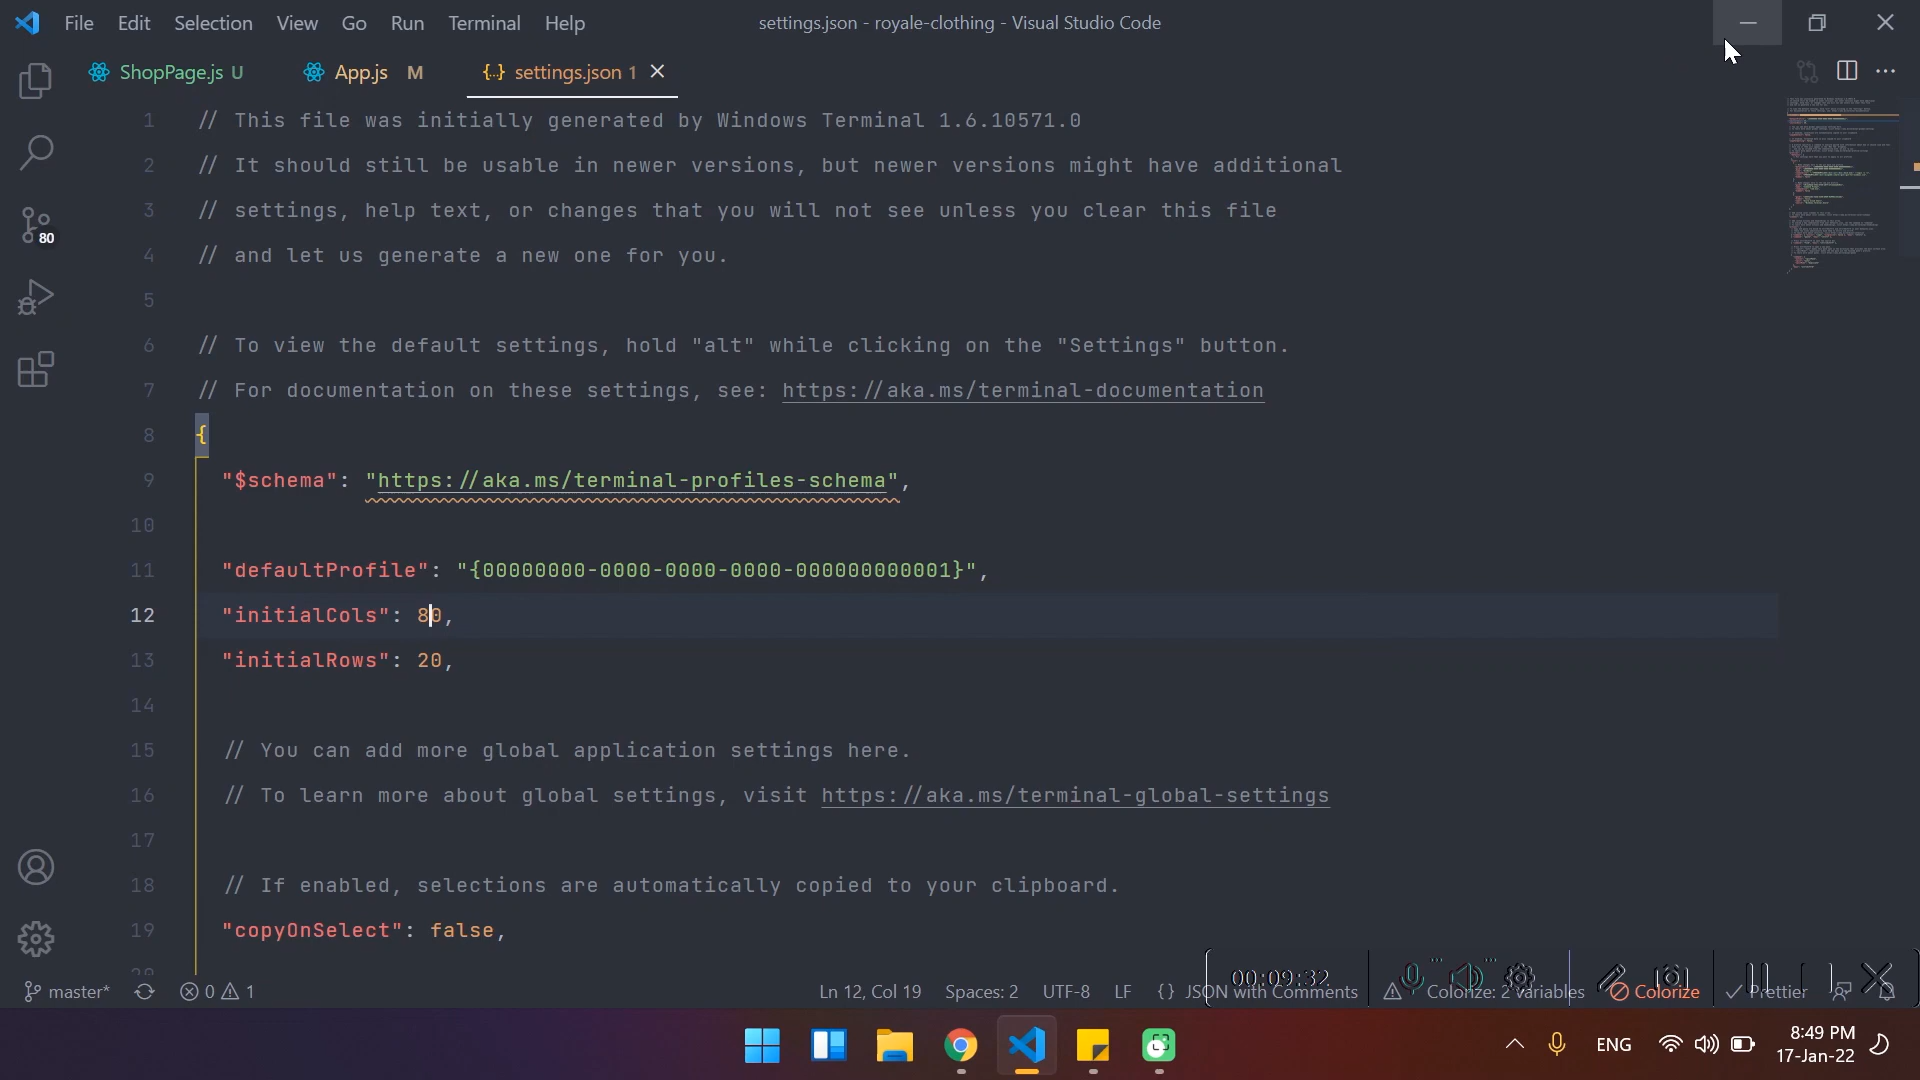 File Edit Selection View Go Run Terminal Help
settings.json - royale-clothing - Visual Studio Code
ShopPage.js U
App.js M
{..} settings.json 1
1 // This file was initially generated by Windows Terminal 1.6.10571.0
2 // It should still be usable in newer versions, but newer versions might have additional
3 // settings, help text, or changes that you will not see unless you clear this file
4 // and let us generate a new one for you.
5
6 // To view the default settings, hold "alt" while clicking on the "Settings" button.
7 // For documentation on these settings, see: https://aka.ms/terminal-documentation
8 {
9 "$schema": "https://aka.ms/terminal-profiles-schema",
10
11 "defaultProfile": "{00000000-0000-0000-0000-000000000001}",
12 "initialCols": 80,
13 "initialRows": 20,
14
15 // You can add more global application settings here.
16 // To learn more about global settings, visit https://aka.ms/terminal-global-settings
17
18 // If enabled, selections are automatically copied to your clipboard.
19 "copyOnSelect": false,
20
80
master* 0 1
Ln 12, Col 19 Spaces: 2 UTF-8 LF {} JSON with Comments Colorize: 2 variables Colorize Prettier
00:09:32
ENG
8:49 PM
17-Jan-22